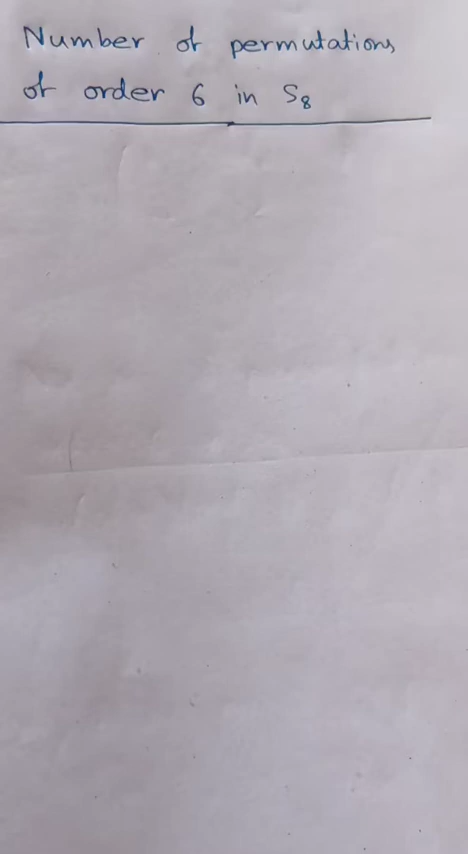 Number of permutations
of order 6 in S₈